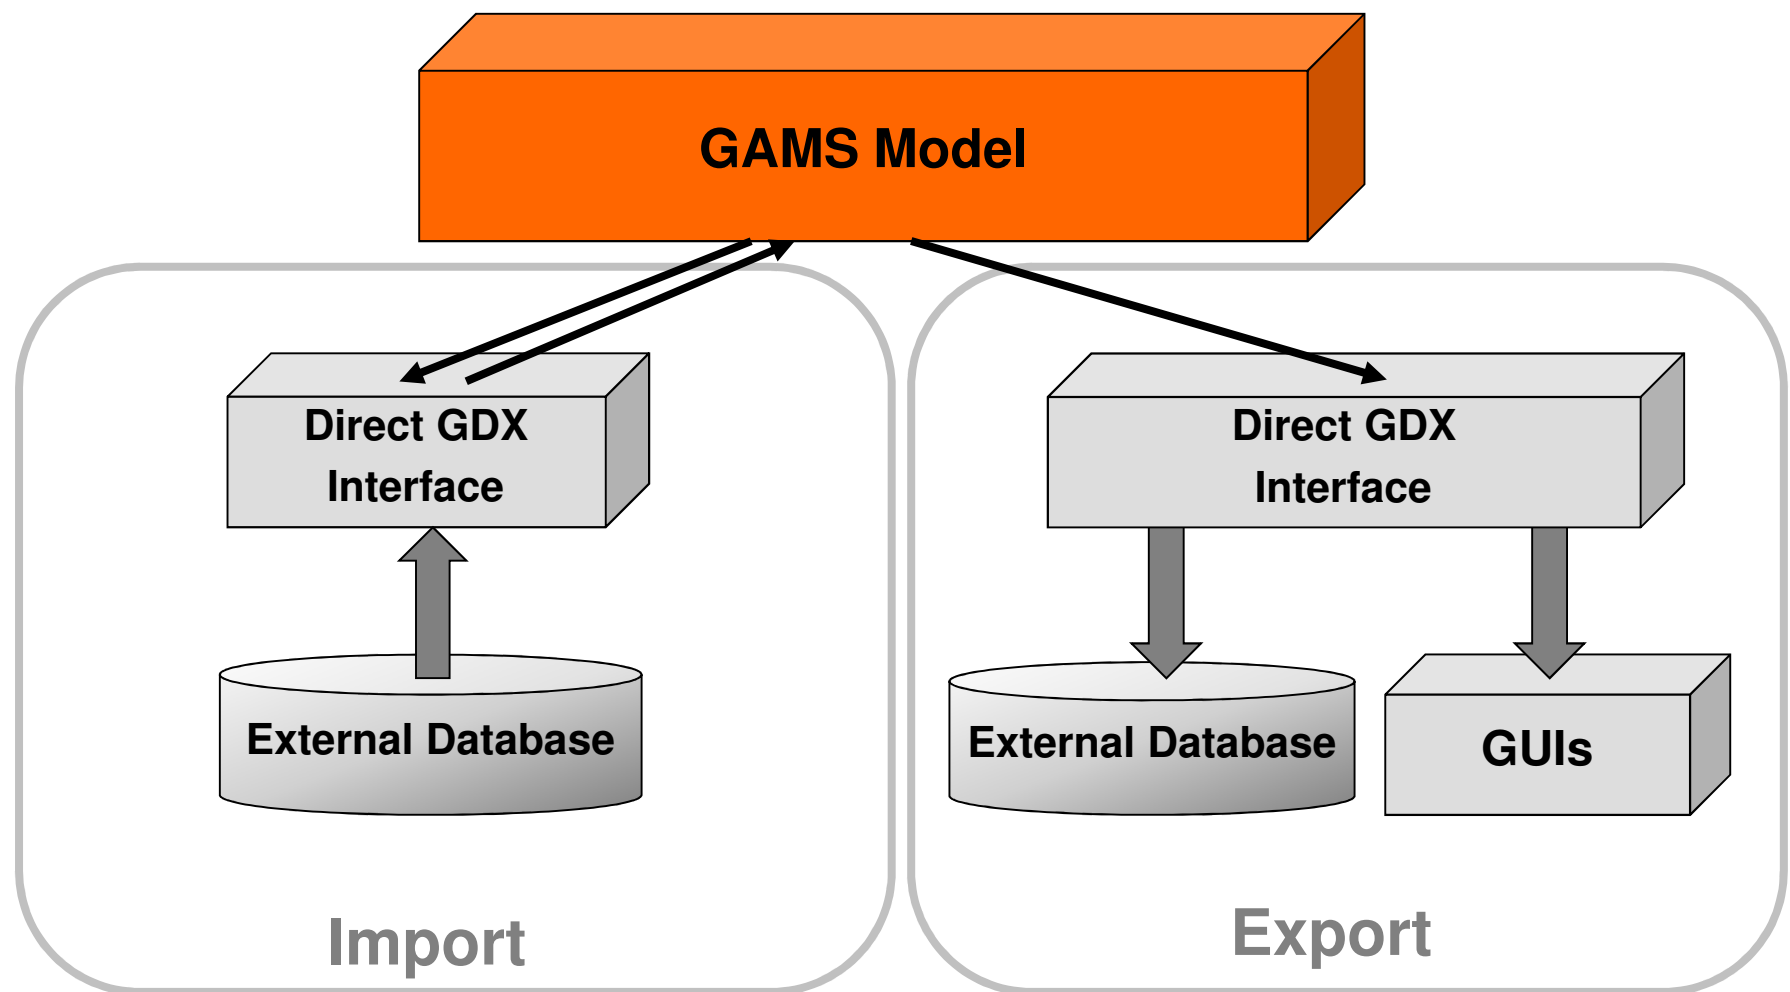 GAMS Model
Direct GDX
Interface
External Database
Import
Direct GDX
Interface
External Database
GUIs
Export